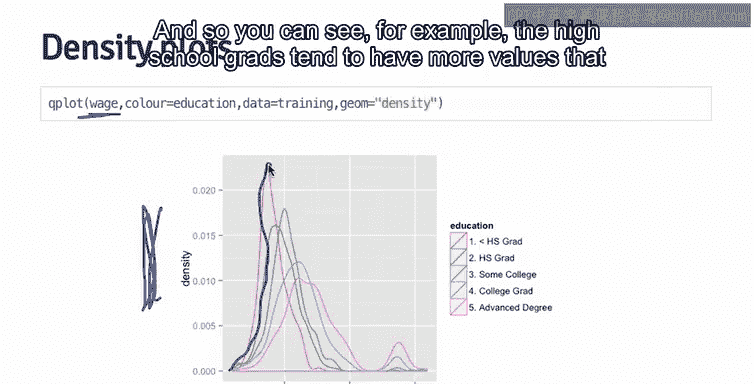 And so you can see, for example, the high
school grads tend to have more values that
Density plots
qplot(wage,colour=education,data=training,geom="density")
density
0.020
0.015
0.010
0.005
0.000
education
1. < HS Grad
2. HS Grad
3. Some College
4. College Grad
5. Advanced Degree